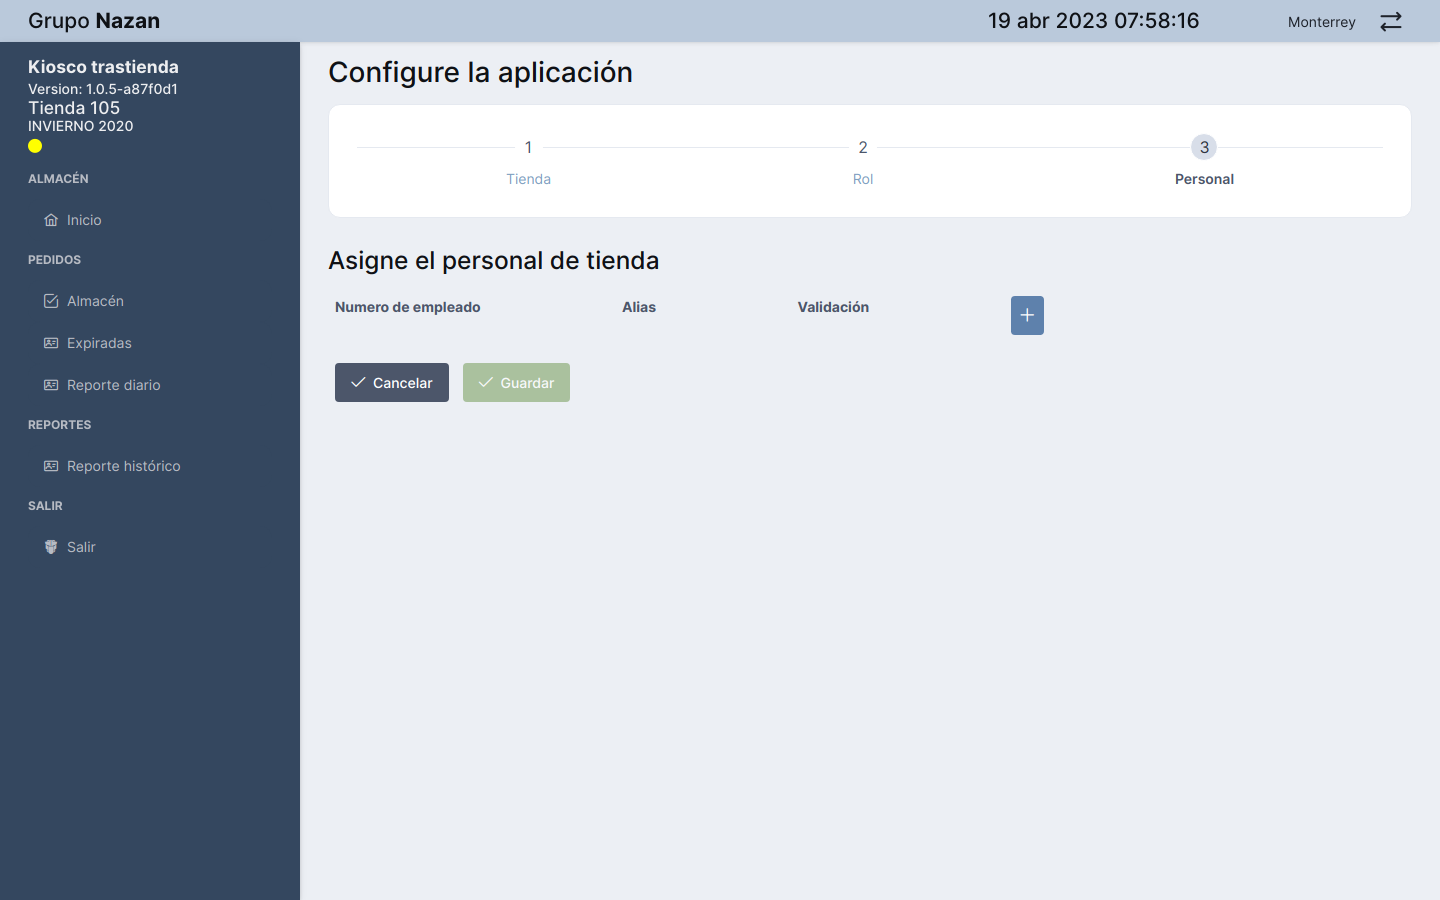 Grupo Nazan
19 abr 2023 07:58:16
Monterrey
Kiosco trastienda
Version: 1.0.5-a87f0d1
Tienda 105
INVIERNO 2020
ALMACÉN
Inicio
PEDIDOS
Almacén
Expiradas
Reporte diario
REPORTES
Reporte histórico
SALIR
Salir
Configure la aplicación
1
Tienda
2
Rol
3
Personal
Asigne el personal de tienda
Numero de empleado Alias Validación
Cancelar Guardar